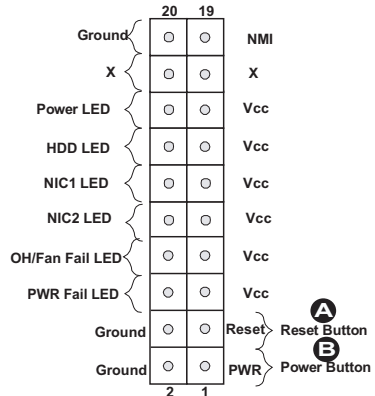 20 19
Ground NMI
X X
Power LED Vcc
HDD LED Vcc
NIC1 LED Vcc
NIC2 LED Vcc
OH/Fan Fail LED Vcc
PWR Fail LED Vcc
A
Ground Reset Reset Button
B
Ground PWR Power Button
2 1